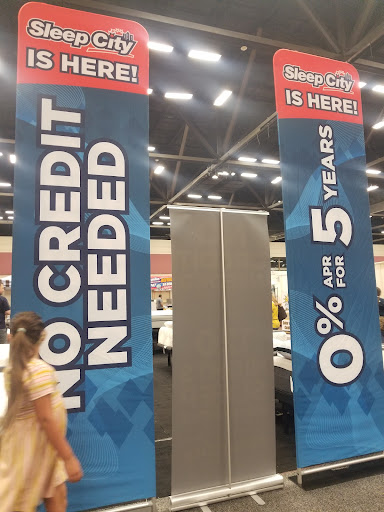 Sleep City
IS HERE!
NO CREDIT
NEEDED
Sleep City
IS HERE!
0% APR FOR 5 YEARS